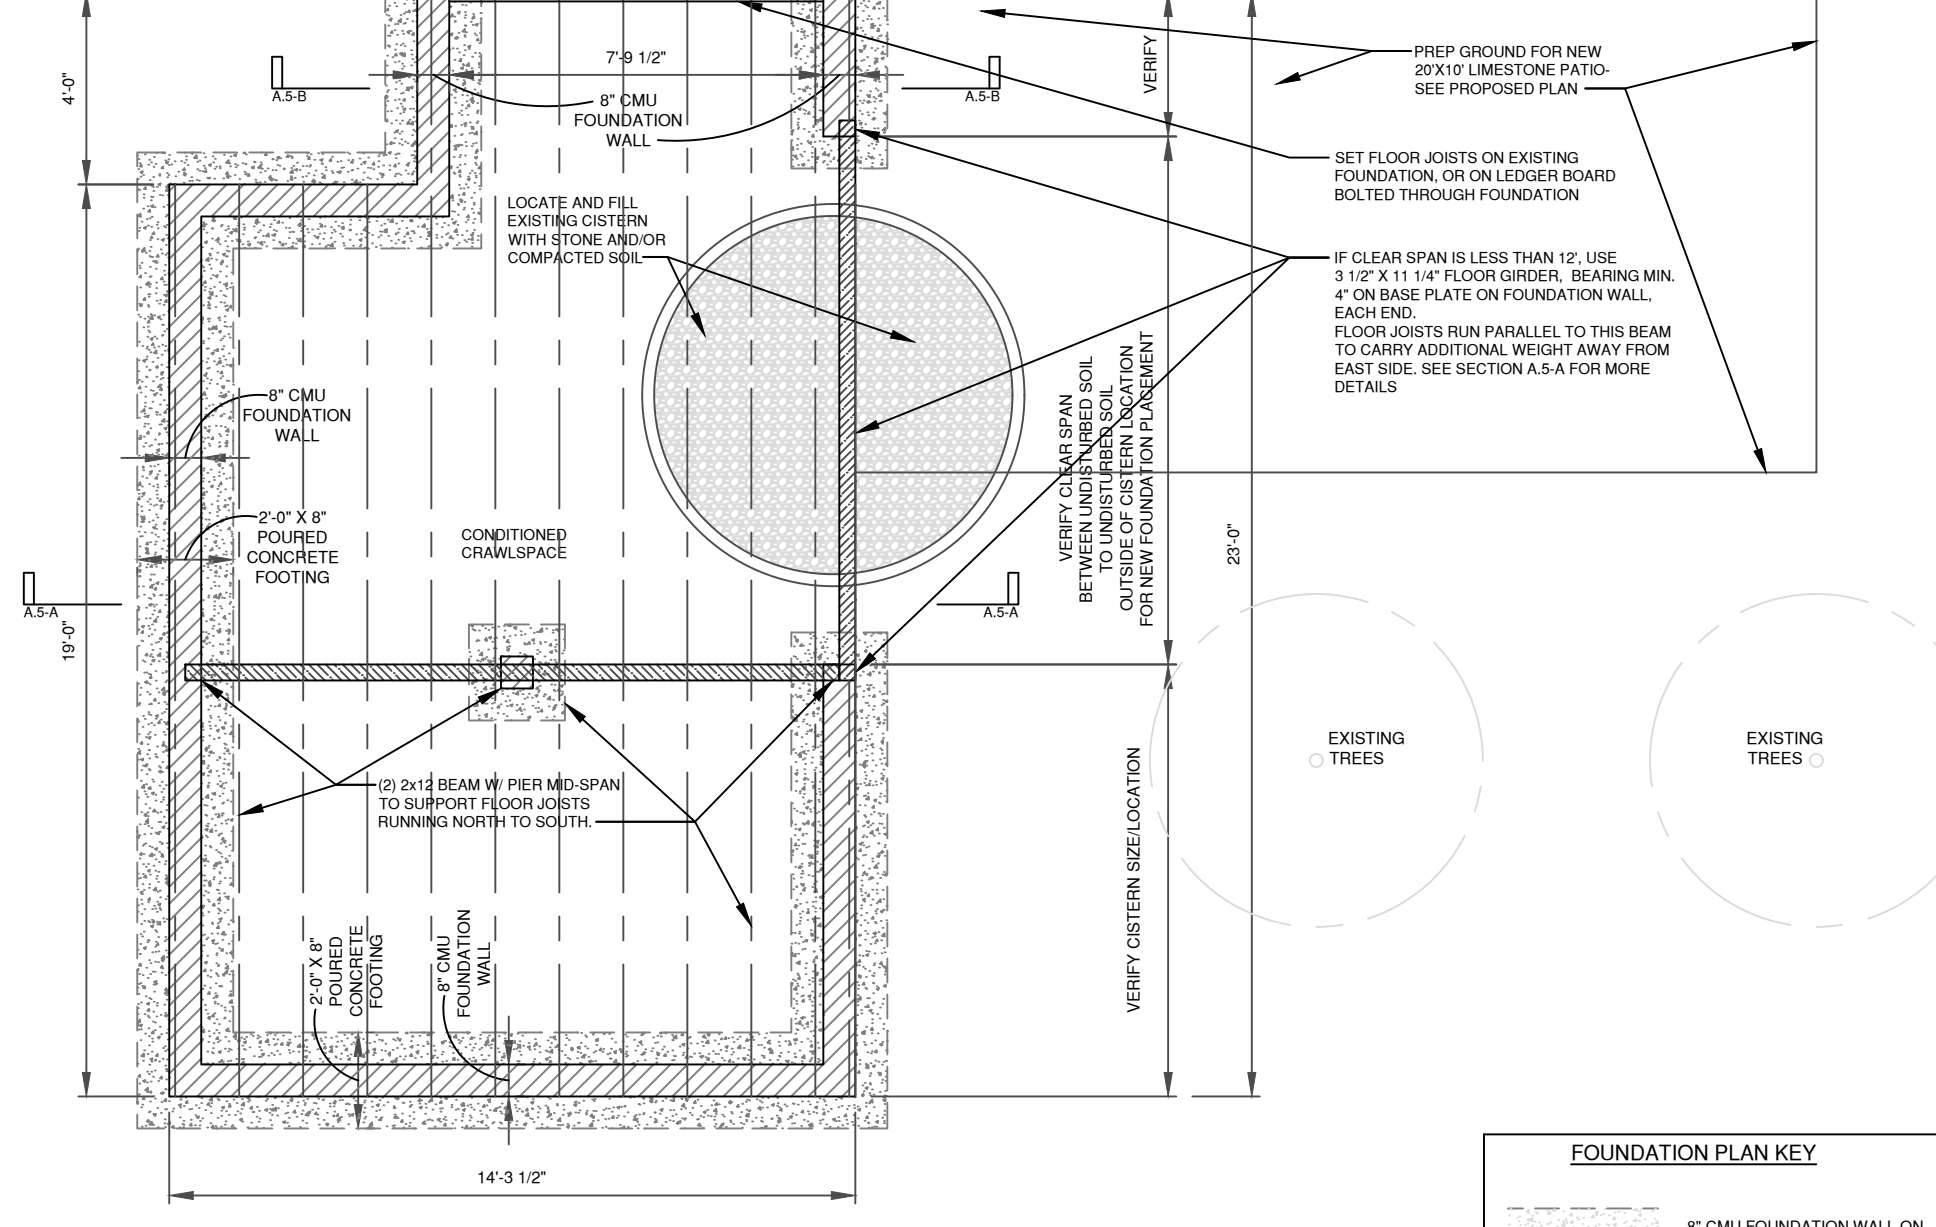 4'-0"
A.5-B
7'-9 1/2"
8" CMU
FOUNDATION
WALL
A.5-B
VERIFY
PREP GROUND FOR NEW
20'X10' LIMESTONE PATIO-
SEE PROPOSED PLAN
SET FLOOR JOISTS ON EXISTING
FOUNDATION, OR ON LEDGER BOARD
BOLTED THROUGH FOUNDATION
LOCATE AND FILL
EXISTING CISTERN
WITH STONE AND/OR
COMPACTED SOIL
IF CLEAR SPAN IS LESS THAN 12', USE
3 1/2" X 11 1/4" FLOOR GIRDER, BEARING MIN.
4" ON BASE PLATE ON FOUNDATION WALL,
EACH END.
FLOOR JOISTS RUN PARALLEL TO THIS BEAM
TO CARRY ADDITIONAL WEIGHT AWAY FROM
EAST SIDE. SEE SECTION A.5-A FOR MORE
DETAILS
8" CMU
FOUNDATION
WALL
VERIFY CLEAR SPAN
BETWEEN UNDISTURBED SOIL
TO UNDISTURBED SOIL
OUTSIDE OF CISTERN LOCATION
FOR NEW FOUNDATION PLACEMENT
2'-0" X 8"
POURED
CONCRETE
FOOTING
CONDITIONED
CRAWLSPACE
23'-0"
A.5-A
A.5-A
19'-0"
EXISTING
TREES
EXISTING
TREES
(2) 2x12 BEAM W/ PIER MID-SPAN
TO SUPPORT FLOOR JOISTS
RUNNING NORTH TO SOUTH.
VERIFY CISTERN SIZE/LOCATION
2'-0" X 8"
POURED
CONCRETE
FOOTING
8" CMU
FOUNDATION
WALL
14'-3 1/2"
FOUNDATION PLAN KEY
8" CMU FOUNDATION WALL ON